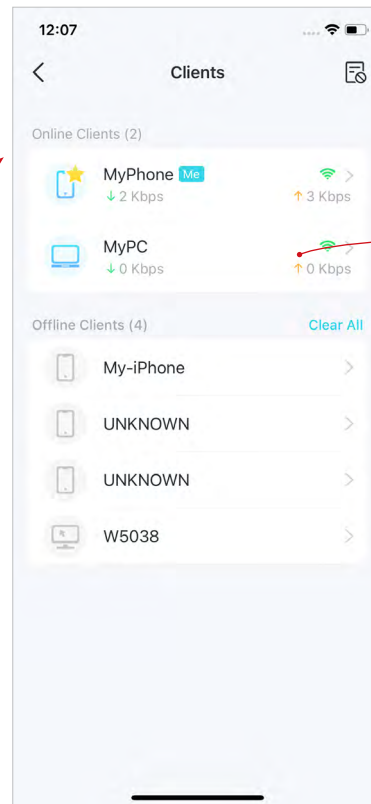 12:07
Clients
Online Clients (2)
MyPhone Me
↓ 2 Kbps ↑ 3 Kbps
MyPC
↓ 0 Kbps ↑ 0 Kbps
Offline Clients (4) Clear All
My-iPhone
UNKNOWN
UNKNOWN
W5038